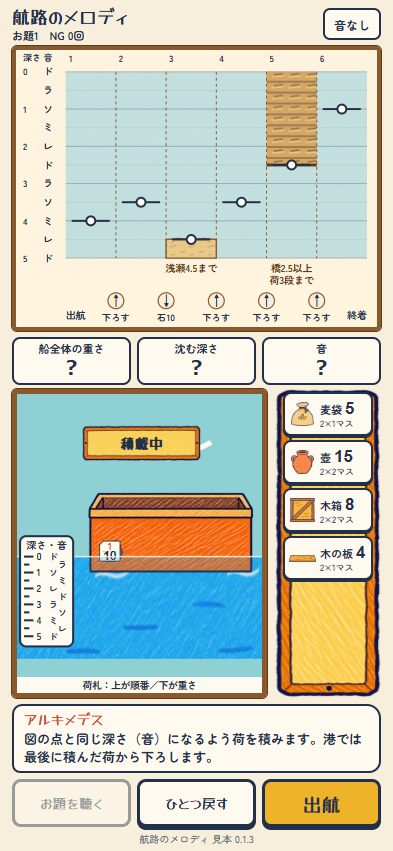 航路のメロディ
お題1 NG 0回
音なし
深さ 音 1 2 3 4 5 6
0 ド
ラ
1 ソ
ミ
2 レ
ド
3 ラ
ソ
4 ミ
レ
5 ド
浅瀬4.5まで
橋2.5以上
荷3段まで
出航 下ろす 石10 下ろす 下ろす 下ろす 終着
船全体の重さ
?
沈む深さ
?
音
?
積載中
1
10
深さ・音
0 ド
ラ
1 ソ
ミ
2 レ
ド
3 ラ
ソ
4 ミ
レ
5 ド
荷札:上が順番/下が重さ
麦袋 5
2×1マス
壺 15
2×2マス
木箱 8
2×2マス
木の板 4
2×1マス
アルキメデス
図の点と同じ深さ(音)になるよう荷を積みます。港では
最後に積んだ荷から下ろします。
お題を聴く
ひとつ戻す
出航
航路のメロディ 見本 0.1.3